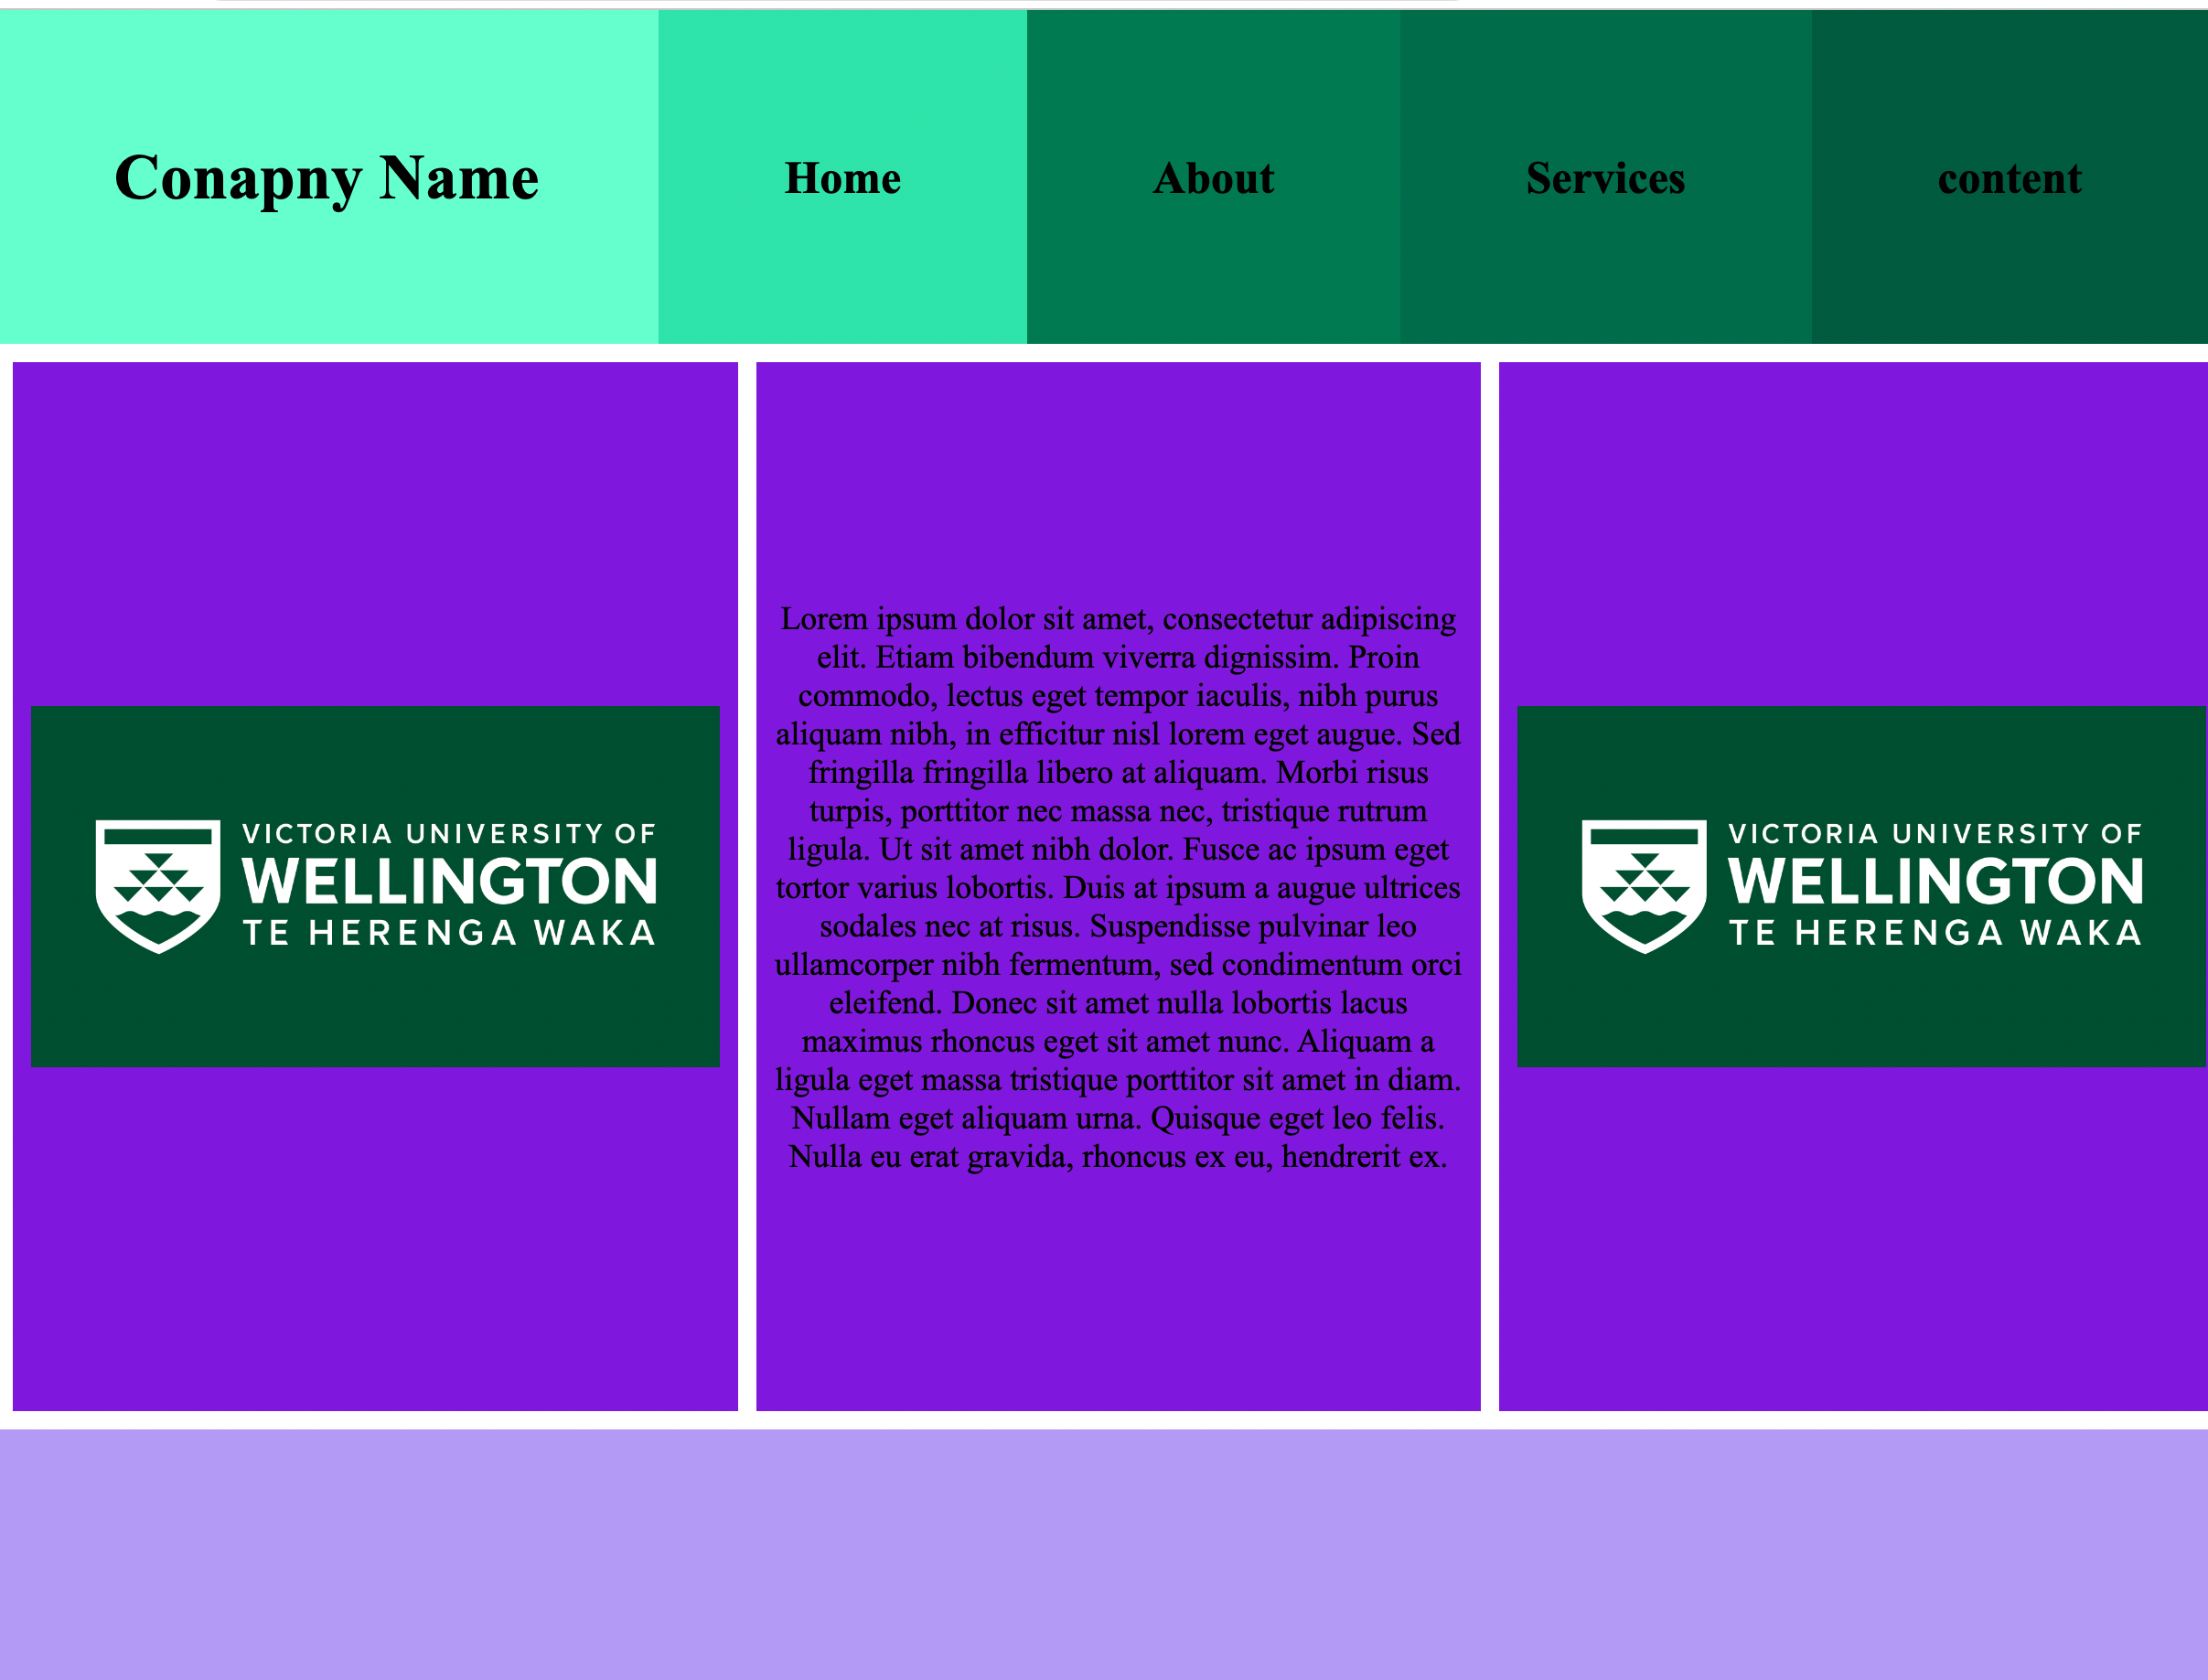 Conapny Name
Home
About
Services
content
VICTORIA UNIVERSITY OF
WELLINGTON
TE HERENGA WAKA
Lorem ipsum dolor sit amet, consectetur adipiscing
elit. Etiam bibendum viverra dignissim. Proin
commodo, lectus eget tempor iaculis, nibh purus
aliquam nibh, in efficitur nisl lorem eget augue. Sed
fringilla fringilla libero at aliquam. Morbi risus
turpis, porttitor nec massa nec, tristique rutrum
ligula. Ut sit amet nibh dolor. Fusce ac ipsum eget
tortor varius lobortis. Duis at ipsum a augue ultrices
sodales nec at risus. Suspendisse pulvinar leo
ullamcorper nibh fermentum, sed condimentum orci
eleifend. Donec sit amet nulla lobortis lacus
maximus rhoncus eget sit amet nunc. Aliquam a
ligula eget massa tristique porttitor sit amet in diam.
Nullam eget aliquam urna. Quisque eget leo felis.
Nulla eu erat gravida, rhoncus ex eu, hendrerit ex.
VICTORIA UNIVERSITY OF
WELLINGTON
TE HERENGA WAKA